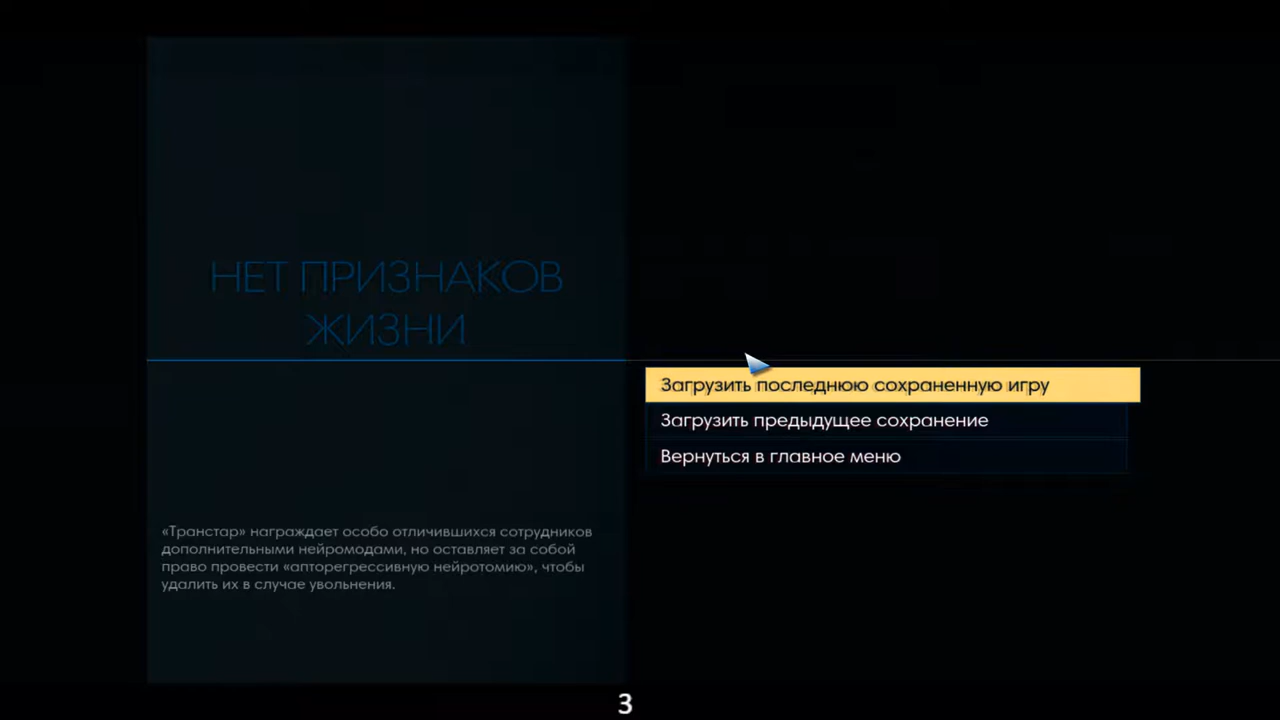 НЕТ ПРИЗНАКОВ
ЖИЗНИ
Загрузить последнюю сохраненную игру
Загрузить предыдущее сохранение
Вернуться в главное меню
«Транстар» награждает особо отличившихся сотрудников
дополнительными нейромодами, но оставляет за собой
право провести «апторегрессивную нейротомию», чтобы
удалить их в случае увольнения.
3